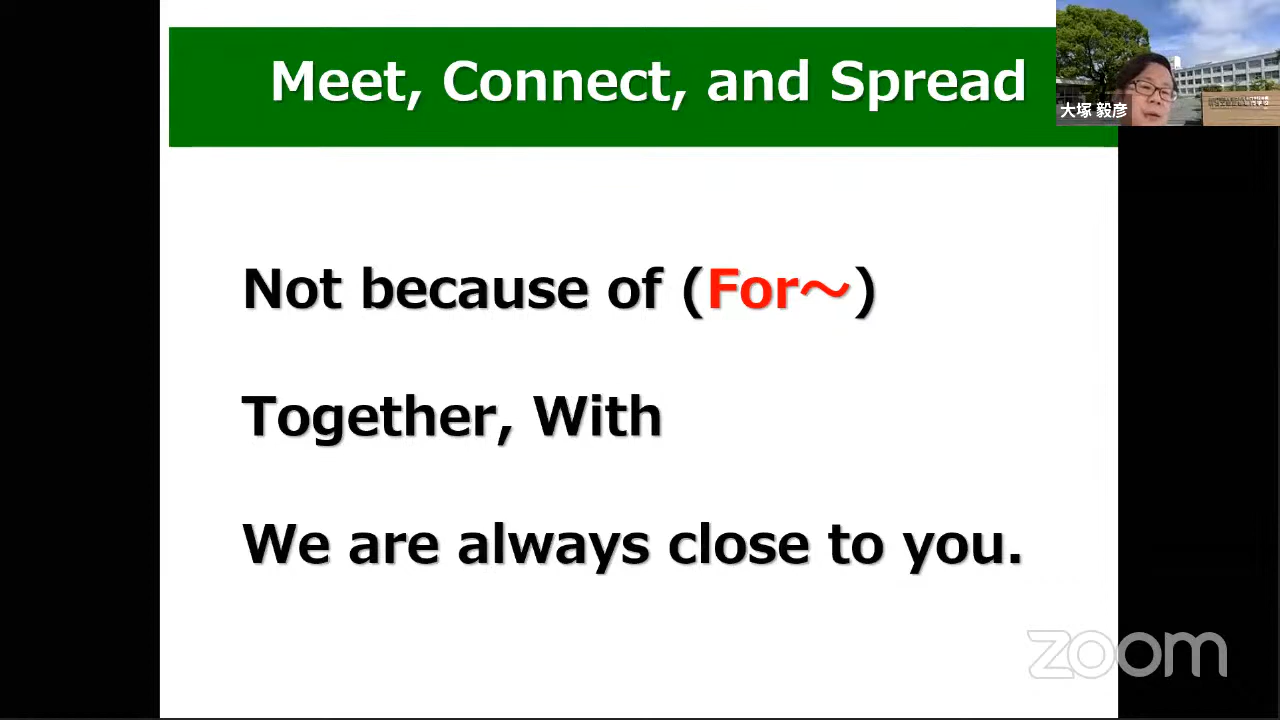 Meet, Connect, and Spread
大塚 毅彦
Not because of (For～)
Together, With
We are always close to you.
zoom